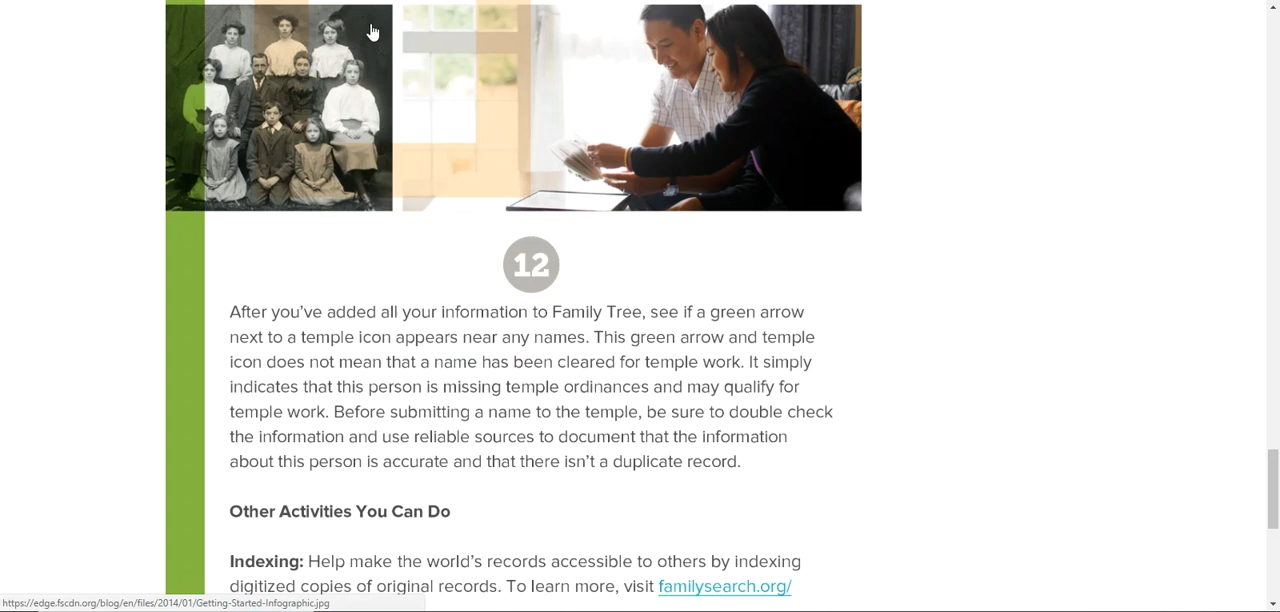 12
After you've added all your information to Family Tree, see if a green arrow
next to a temple icon appears near any names. This green arrow and temple
icon does not mean that a name has been cleared for temple work. It simply
indicates that this person is missing temple ordinances and may qualify for
temple work. Before submitting a name to the temple, be sure to double check
the information and use reliable sources to document that the information
about this person is accurate and that there isn't a duplicate record.
Other Activities You Can Do
Indexing: Help make the world's records accessible to others by indexing
digitized copies of original records. To learn more, visit familysearch.org/
https://edge.fscdn.org/blog/en/files/2014/01/Getting-Started-Infographic.jpg